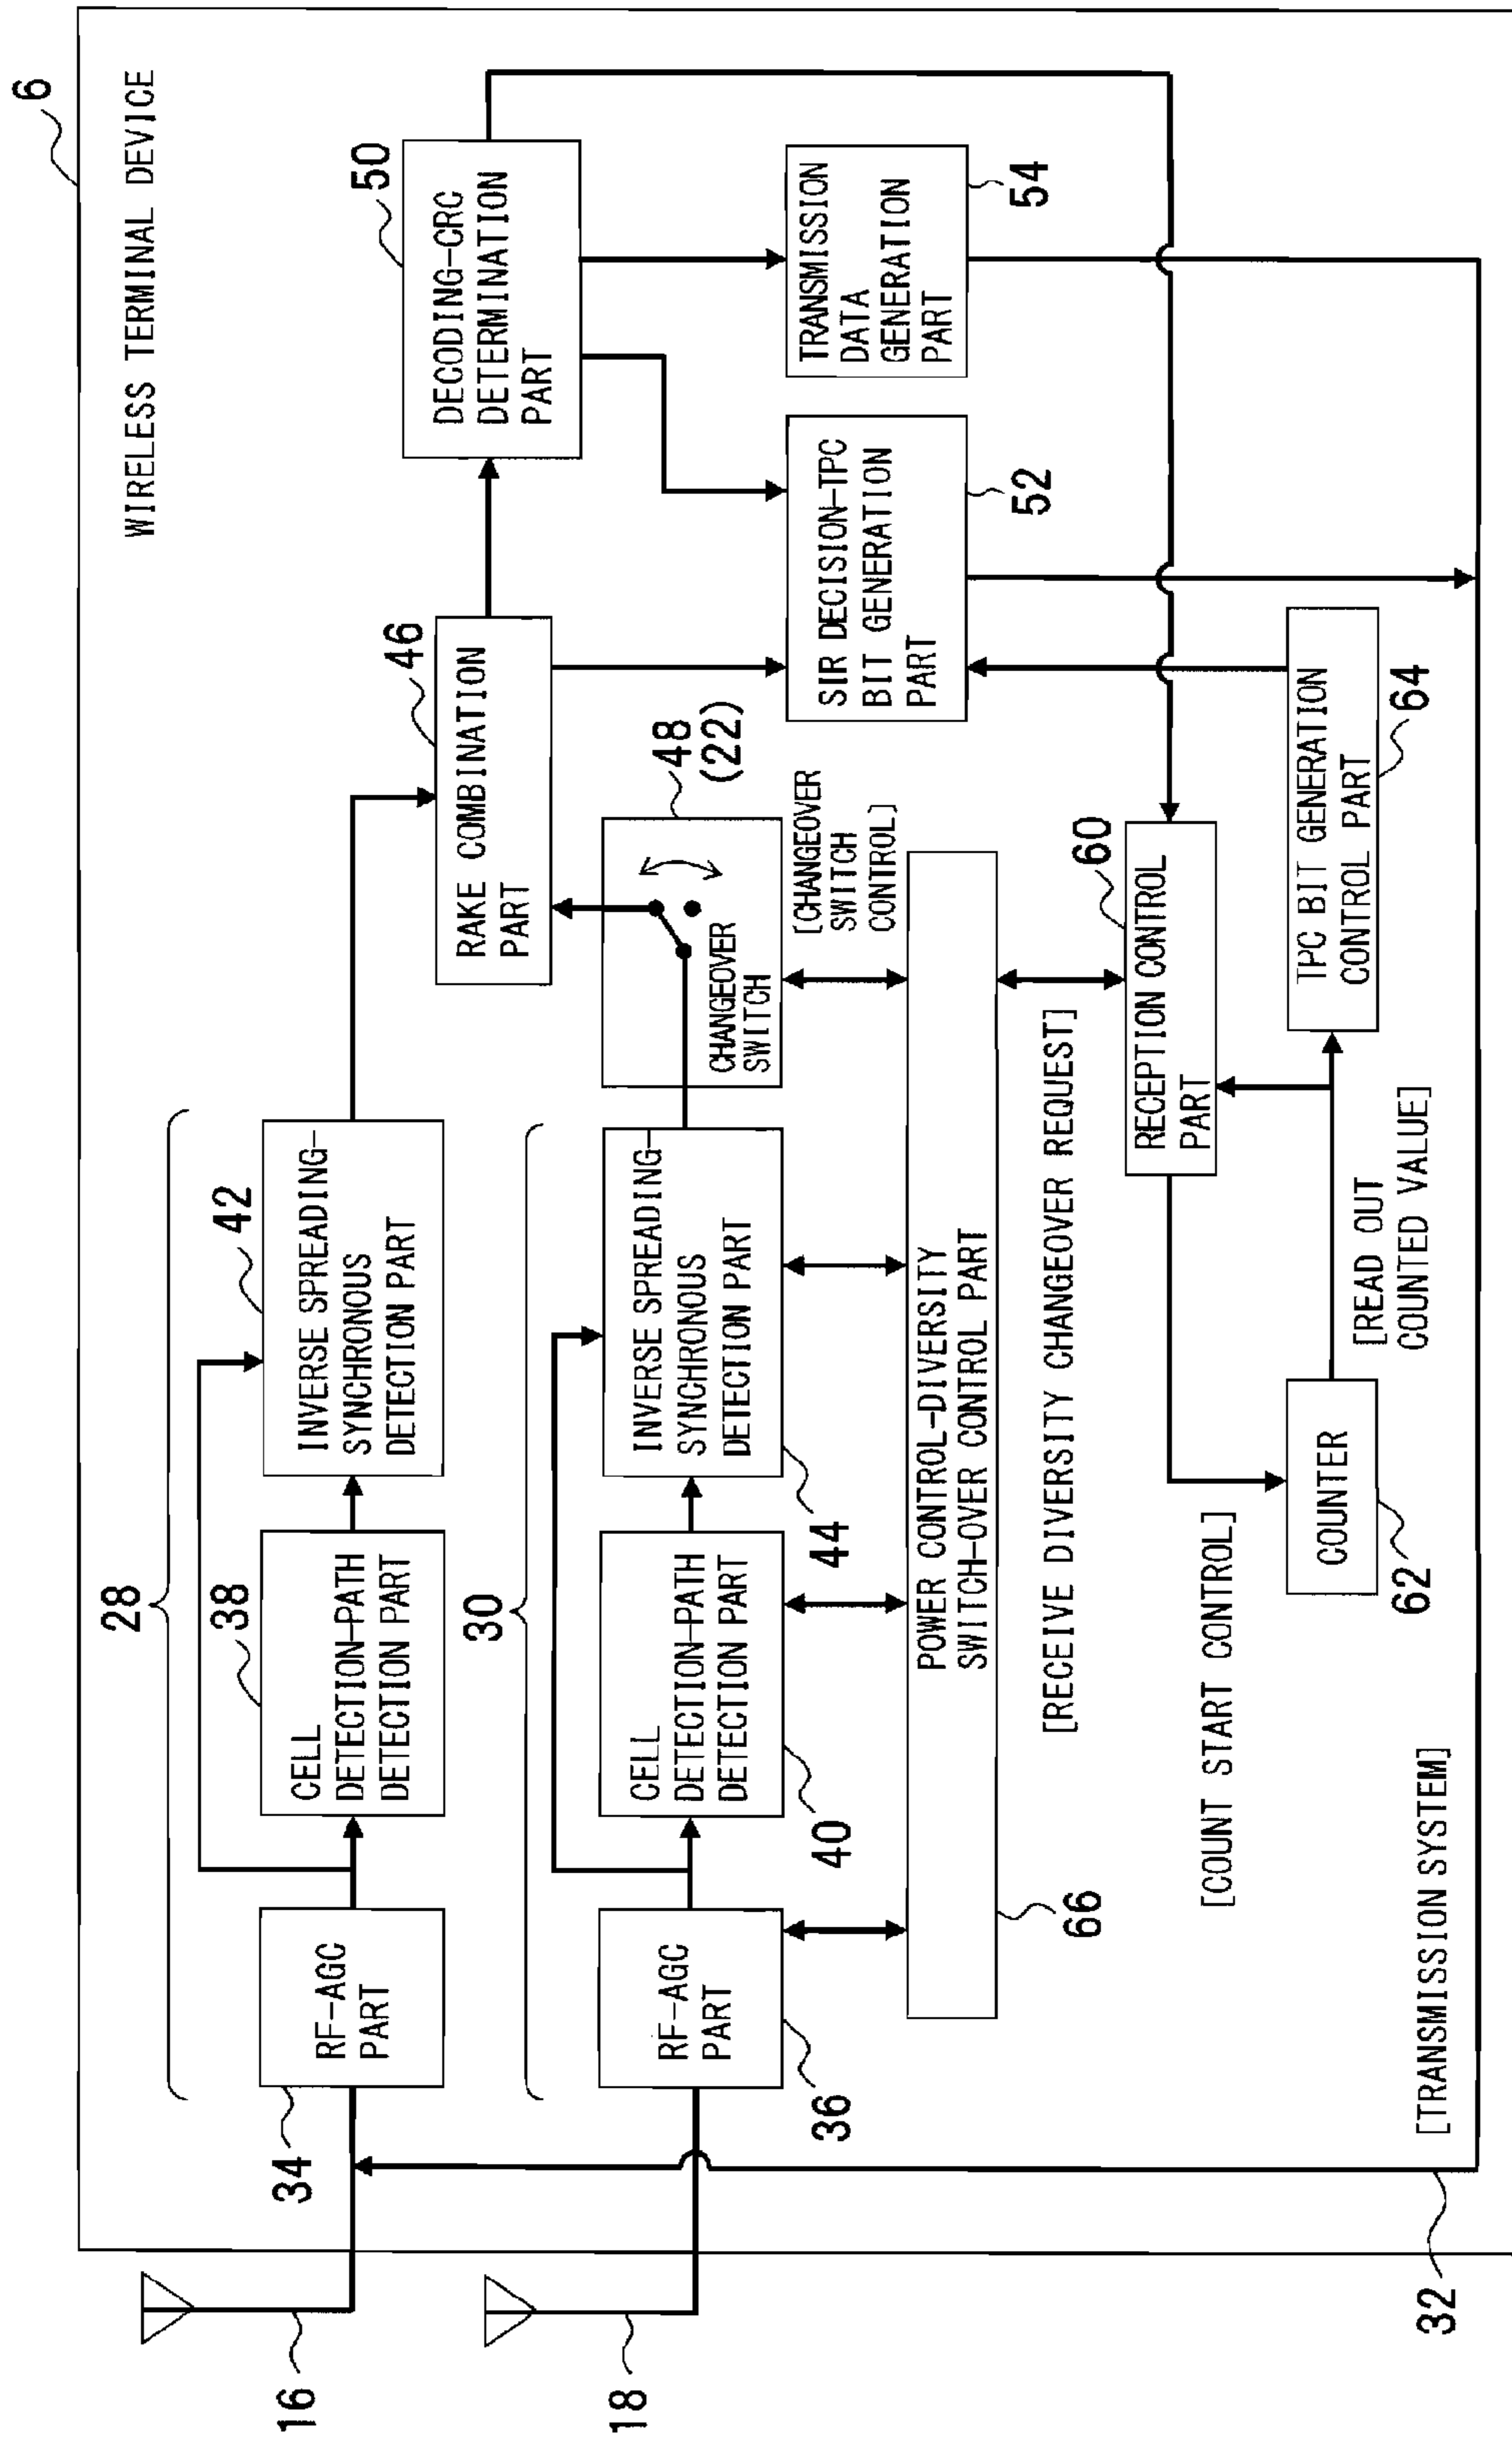 6
WIRELESS TERMINAL DEVICE
28
34
RF-AGC
PART
38
CELL
DETECTION-PATH
DETECTION PART
42
INVERSE SPREADING-
SYNCHRONOUS
DETECTION PART
46
RAKE COMBINATION
PART
50
DECODING-CRC
DETERMINATION
PART
16
30
36
RF-AGC
PART
40
CELL
DETECTION-PATH
DETECTION PART
44
INVERSE SPREADING-
SYNCHRONOUS
DETECTION PART
48
(22)
CHANGEOVER
SWITCH
[CHANGEOVER
SWITCH
CONTROL]
SIR DECISION-TPC
BIT GENERATION
PART
52
TRANSMISSION
DATA
GENERATION
PART
54
18
POWER CONTROL-DIVERSITY
SWITCH-OVER CONTROL PART
66
[RECEIVE DIVERSITY CHANGEOVER REQUEST]
60
RECEPTION CONTROL
PART
[COUNT START CONTROL]
COUNTER
62
[READ OUT
COUNTED VALUE]
TPC BIT GENERATION
CONTROL PART
64
[TRANSMISSION SYSTEM]
32